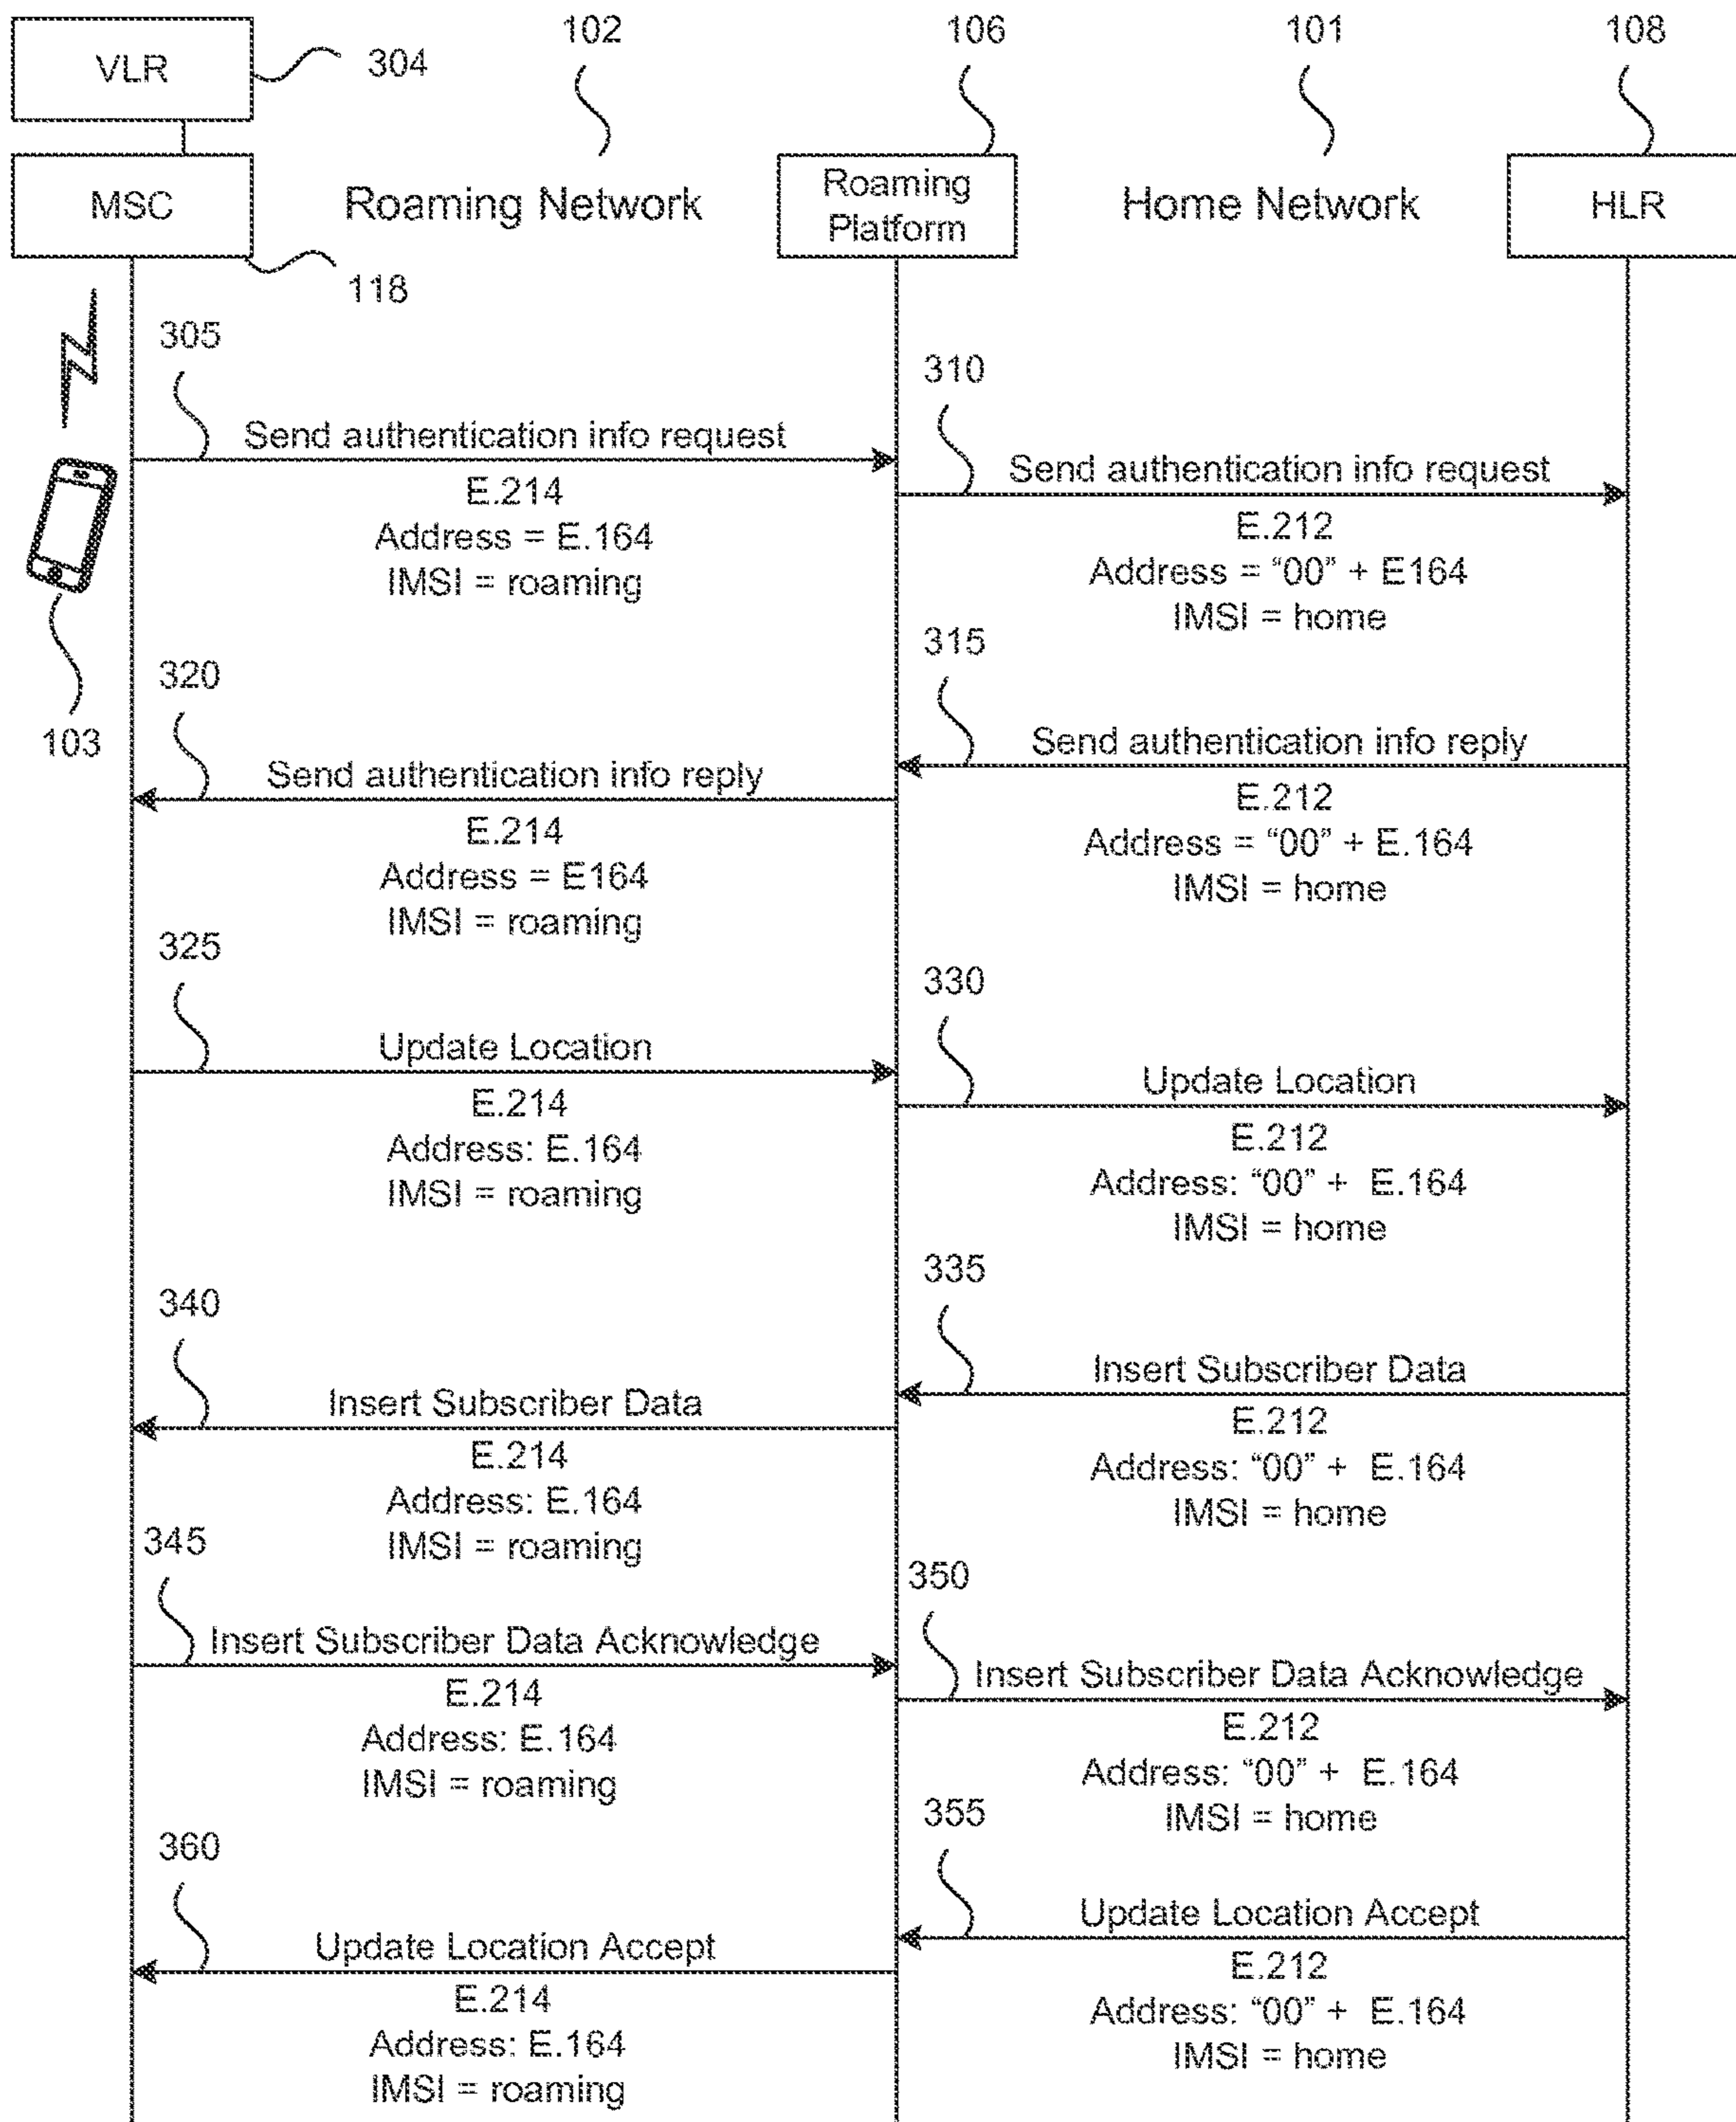 102
106
101
108
VLR
304
MSC
Roaming Network
Roaming
Platform
Home Network
HLR
118
305
310
Send authentication info request
E.214
Address = E.164
IMSI = roaming
Send authentication info request
E.212
Address = “00” + E164
IMSI = home
103
320
315
Send authentication info reply
E.212
Address = “00” + E.164
IMSI = home
Send authentication info reply
E.214
Address = E164
IMSI = roaming
325
330
Update Location
E.214
Address: E.164
IMSI = roaming
Update Location
E.212
Address: “00” + E.164
IMSI = home
340
335
Insert Subscriber Data
E.212
Address: “00” + E.164
IMSI = home
Insert Subscriber Data
E.214
Address: E.164
IMSI = roaming
345
350
Insert Subscriber Data Acknowledge
E.214
Address: E.164
IMSI = roaming
Insert Subscriber Data Acknowledge
E.212
Address: “00” + E.164
IMSI = home
360
355
Update Location Accept
E.212
Address: “00” + E.164
IMSI = home
Update Location Accept
E.214
Address: E.164
IMSI = roaming